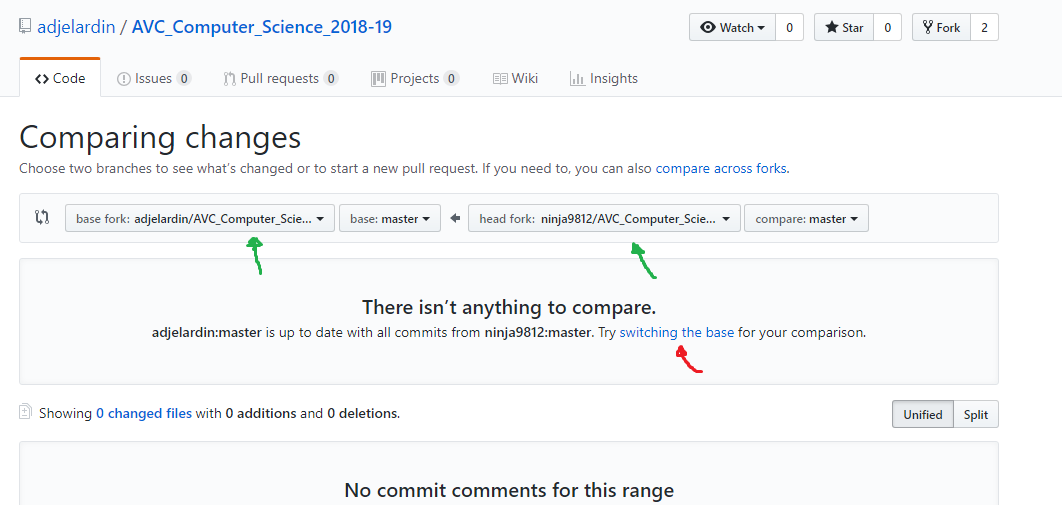 adjelardin / AVC_Computer_Science_2018-19 Watch 0 Star 0 Fork 2
Code Issues 0 Pull requests 0 Projects 0 Wiki Insights
Comparing changes
Choose two branches to see what's changed or to start a new pull request. If you need to, you can also compare across forks.
base fork: adjelardin/AVC_Computer_Scie... base: master head fork: ninja9812/AVC_Computer_Scie... compare: master
There isn't anything to compare.
adjelardin:master is up to date with all commits from ninja9812:master. Try switching the base for your comparison.
Showing 0 changed files with 0 additions and 0 deletions. Unified Split
No commit comments for this range